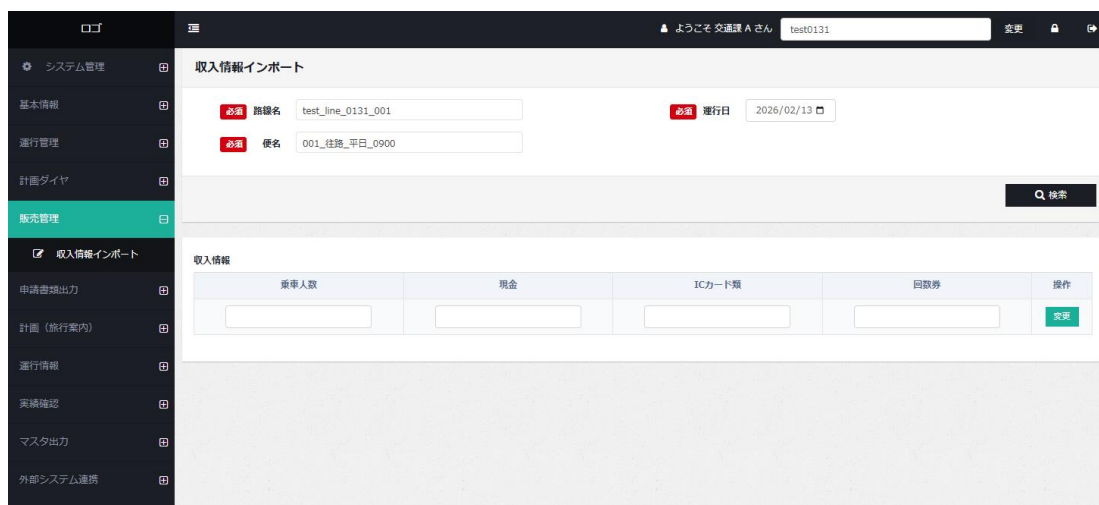 ロゴ
ようこそ 交通課 A さん test0131 変更
システム管理
基本情報
運行管理
計画ダイヤ
販売管理
収入情報インポート
申請書類出力
計画（旅行案内）
運行情報
実績確認
マスタ出力
外部システム連携
収入情報インポート
必須 路線名 test_line_0131_001
必須 運行日 2026/02/13
必須 便名 001_往路_平日_0900
検索
収入情報
乗車人数 現金 ICカード類 回数券 操作
変更